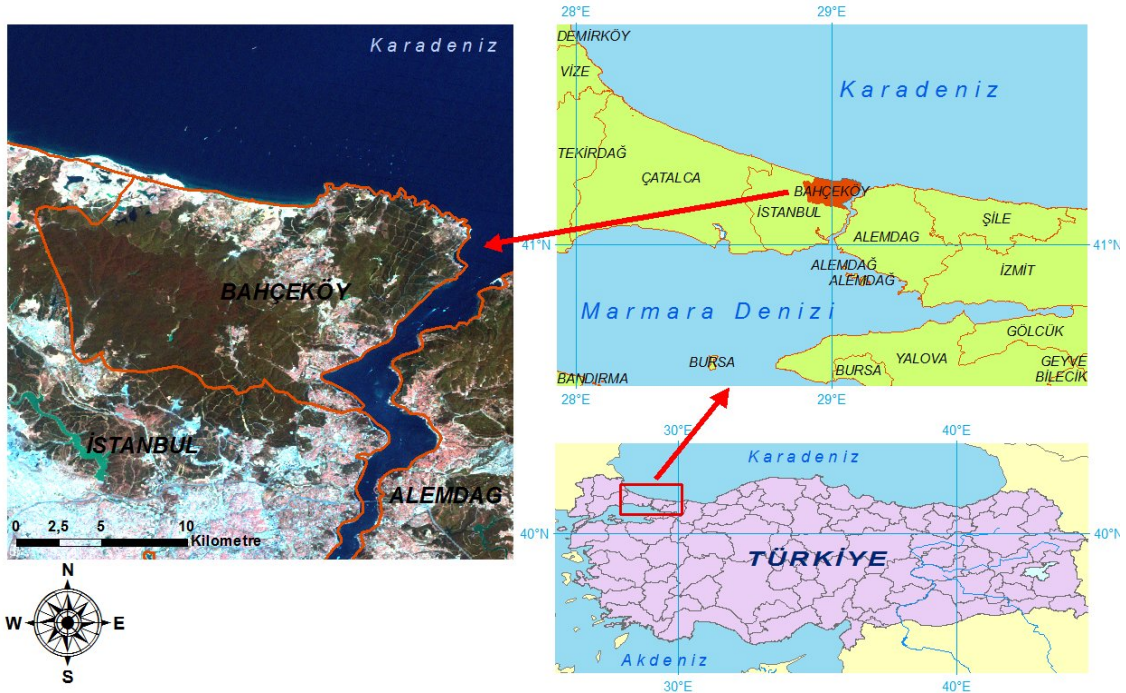 Karadeniz
BAHÇEKÖY
İSTANBUL
ALEMDAG
0 2,5 5 10
Kilometre
N
W E
S
28°E 29°E
DEMİRKÖY
VİZE
Karadeniz
TEKİRDAĞ
ÇATALCA
BAHÇEKÖY
İSTANBUL
ŞİLE
ALEMDAG
41°N 41°N
ALEMDAĞ
ALEMDAĞ
İZMİT
Marmara Denizi
GÖLCÜK
BURSA
YALOVA
BURSA
GEYVE
BİLECİK
BANDIRMA
28°E 29°E
30°E 40°E
Karadeniz
40°N 40°N
TÜRKİYE
Akdeniz
30°E 40°E